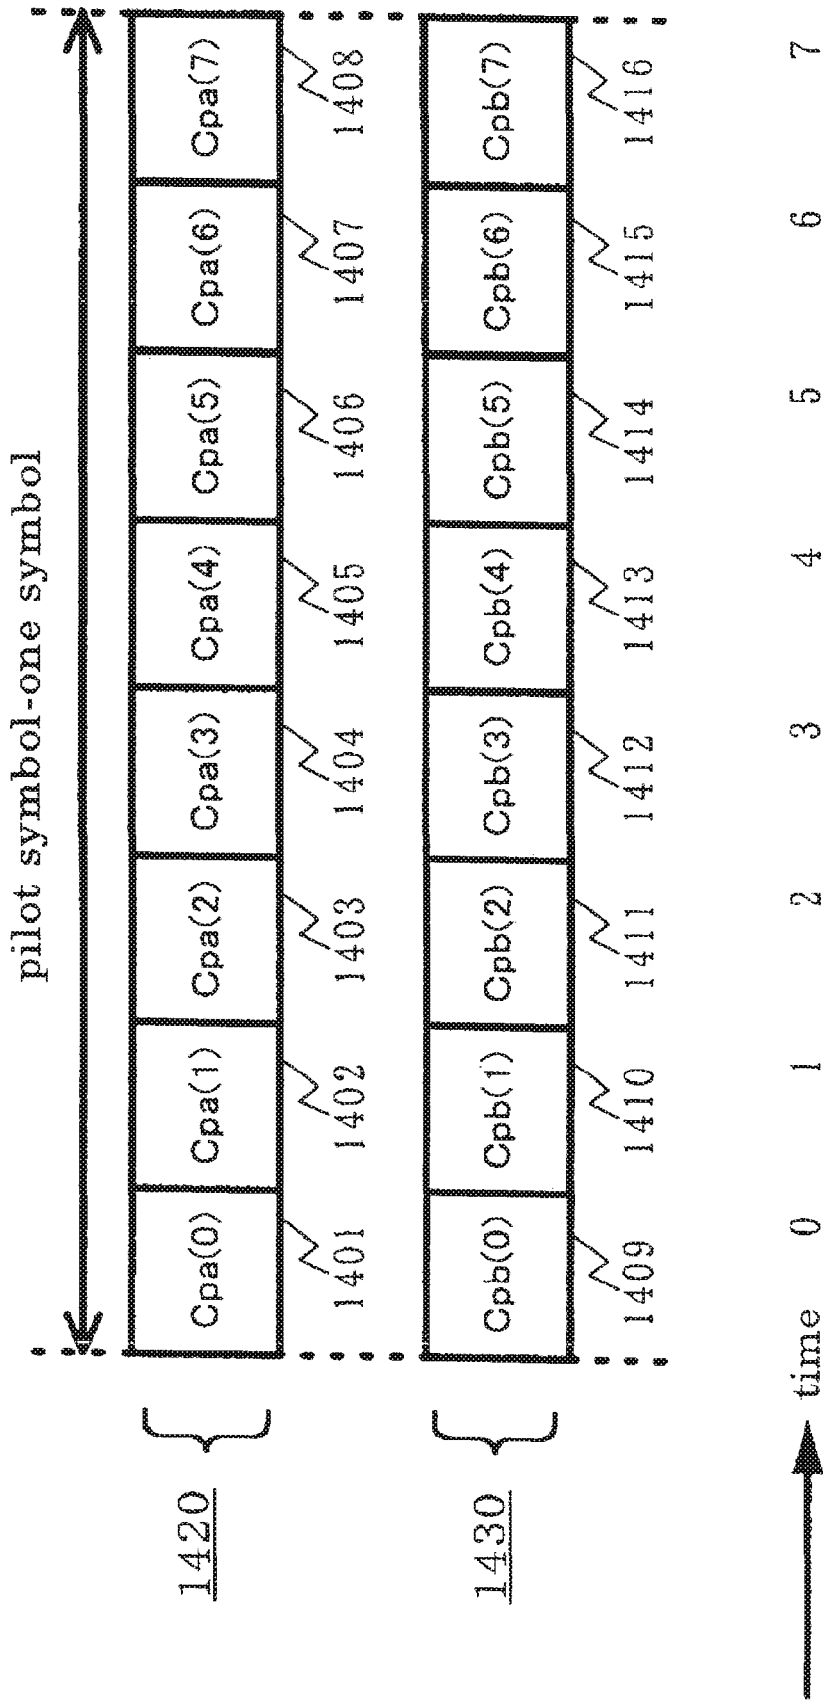 pilot symbol-one symbol
1420
Cpa(0) Cpa(1) Cpa(2) Cpa(3) Cpa(4) Cpa(5) Cpa(6) Cpa(7)
1401 1402 1403 1404 1405 1406 1407 1408
1430
Cpb(0) Cpb(1) Cpb(2) Cpb(3) Cpb(4) Cpb(5) Cpb(6) Cpb(7)
1409 1410 1411 1412 1413 1414 1415 1416
time 0 1 2 3 4 5 6 7